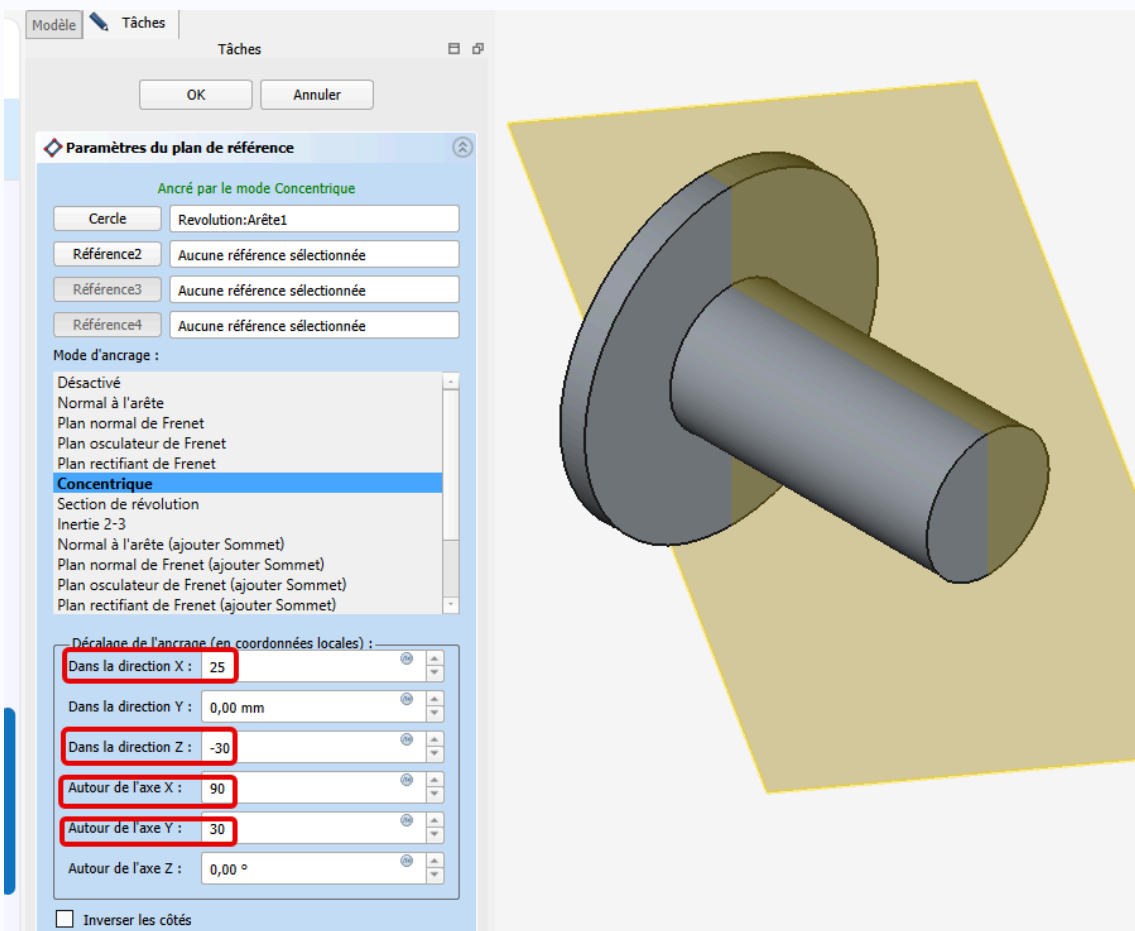 Modèle Tâches
Tâches
OK Annuler
Paramètres du plan de référence
Ancré par le mode Concentrique
Cercle Revolution:Arête1
Référence2 Aucune référence sélectionnée
Référence3 Aucune référence sélectionnée
Référence4 Aucune référence sélectionnée
Mode d'ancrage :
Désactivé
Normal à l'arête
Plan normal de Frenet
Plan osculateur de Frenet
Plan rectifiant de Frenet
Concentrique
Section de révolution
Inertie 2-3
Normal à l'arête (ajouter Sommet)
Plan normal de Frenet (ajouter Sommet)
Plan osculateur de Frenet (ajouter Sommet)
Plan rectifiant de Frenet (ajouter Sommet)
Décalage de l'ancrage (en coordonnées locales) :
Dans la direction X : 25
Dans la direction Y : 0,00 mm
Dans la direction Z : -30
Autour de l'axe X : 90
Autour de l'axe Y : 30
Autour de l'axe Z : 0,00 °
Inverser les côtés